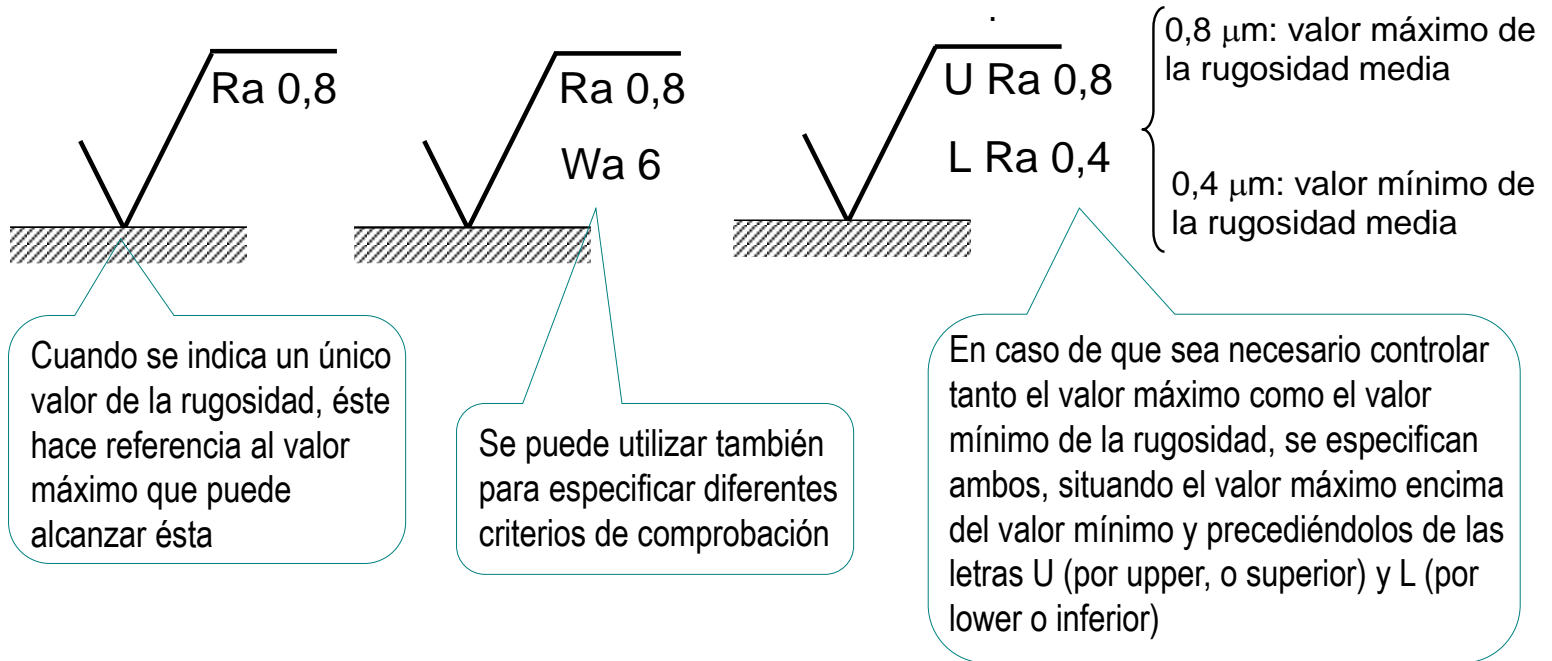 Ra 0,8
Ra 0,8
Wa 6
U Ra 0,8
L Ra 0,4
0,8 μm: valor máximo de
la rugosidad media
0,4 μm: valor mínimo de
la rugosidad media
Cuando se indica un único
valor de la rugosidad, éste
hace referencia al valor
máximo que puede
alcanzar ésta
Se puede utilizar también
para especificar diferentes
criterios de comprobación
En caso de que sea necesario controlar
tanto el valor máximo como el valor
mínimo de la rugosidad, se especifican
ambos, situando el valor máximo encima
del valor mínimo y precediéndolos de las
letras U (por upper, o superior) y L (por
lower o inferior)